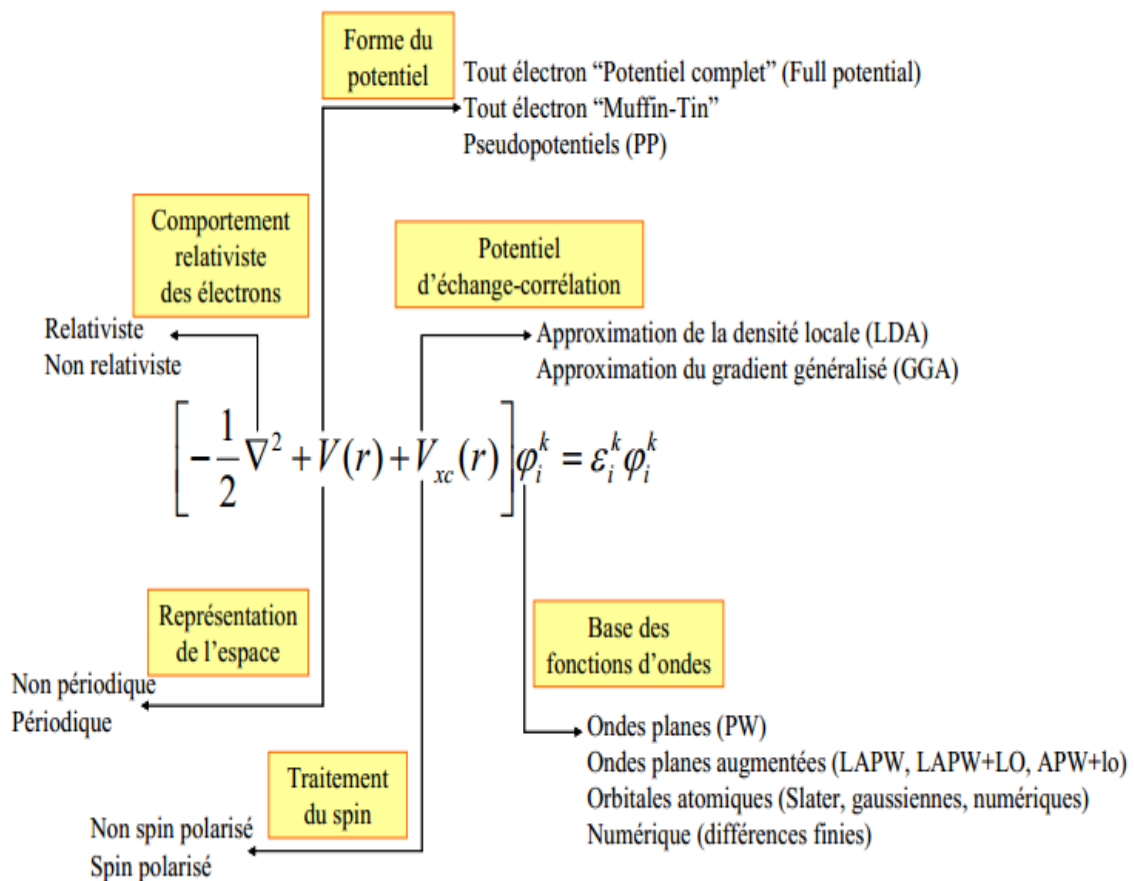 Forme du
potentiel
Tout électron “Potentiel complet” (Full potential)
Tout électron “Muffin-Tin”
Pseudopotentiels (PP)
Comportement
relativiste
des électrons
Potentiel
d’échange-corrélation
Relativiste
Non relativiste
Approximation de la densité locale (LDA)
Approximation du gradient généralisé (GGA)
[-1/2 ∇² + V(r) + V_xc(r)] φ_i^k = ε_i^k φ_i^k
Représentation
de l’espace
Base des
fonctions d’ondes
Non périodique
Périodique
Ondes planes (PW)
Ondes planes augmentées (LAPW, LAPW+LO, APW+lo)
Orbitales atomiques (Slater, gaussiennes, numériques)
Numérique (différences finies)
Traitement
du spin
Non spin polarisé
Spin polarisé